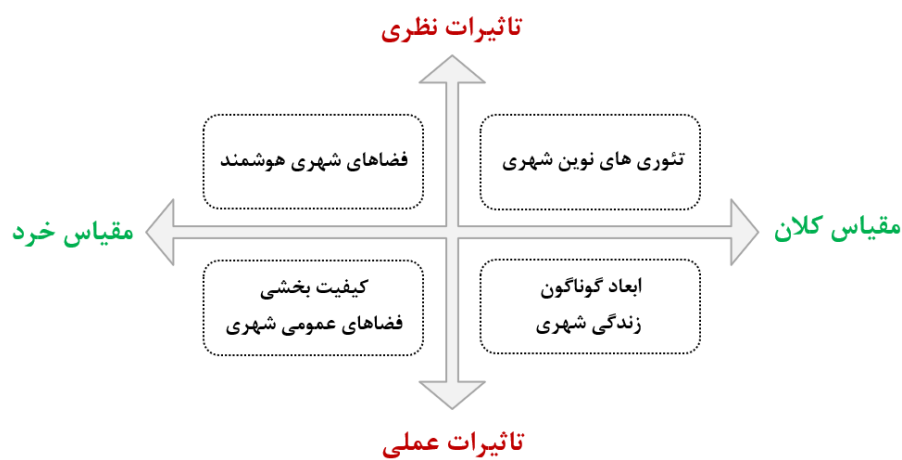 تاثیرات نظری
تئوری های نوین شهری
فضاهای شهری هوشمند
مقیاس کلان
مقیاس خرد
ابعاد گوناگون
زندگی شهری
کیفیت بخشی
فضاهای عمومی شهری
تاثیرات عملی